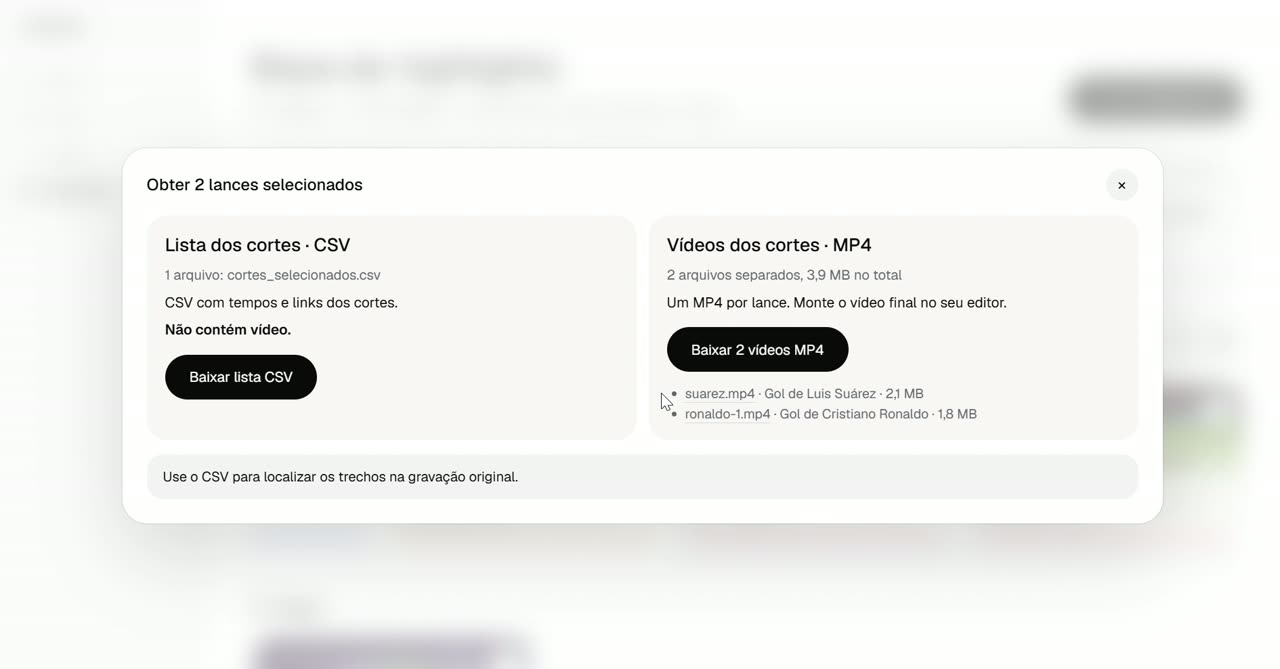 Obter 2 lances selecionados
×
Lista dos cortes · CSV
1 arquivo: cortes_selecionados.csv
CSV com tempos e links dos cortes.
Não contém vídeo.
Baixar lista CSV
Vídeos dos cortes · MP4
2 arquivos separados, 3,9 MB no total
Um MP4 por lance. Monte o vídeo final no seu editor.
Baixar 2 vídeos MP4
• suarez.mp4 · Gol de Luis Suárez · 2,1 MB
• ronaldo-1.mp4 · Gol de Cristiano Ronaldo · 1,8 MB
Use o CSV para localizar os trechos na gravação original.